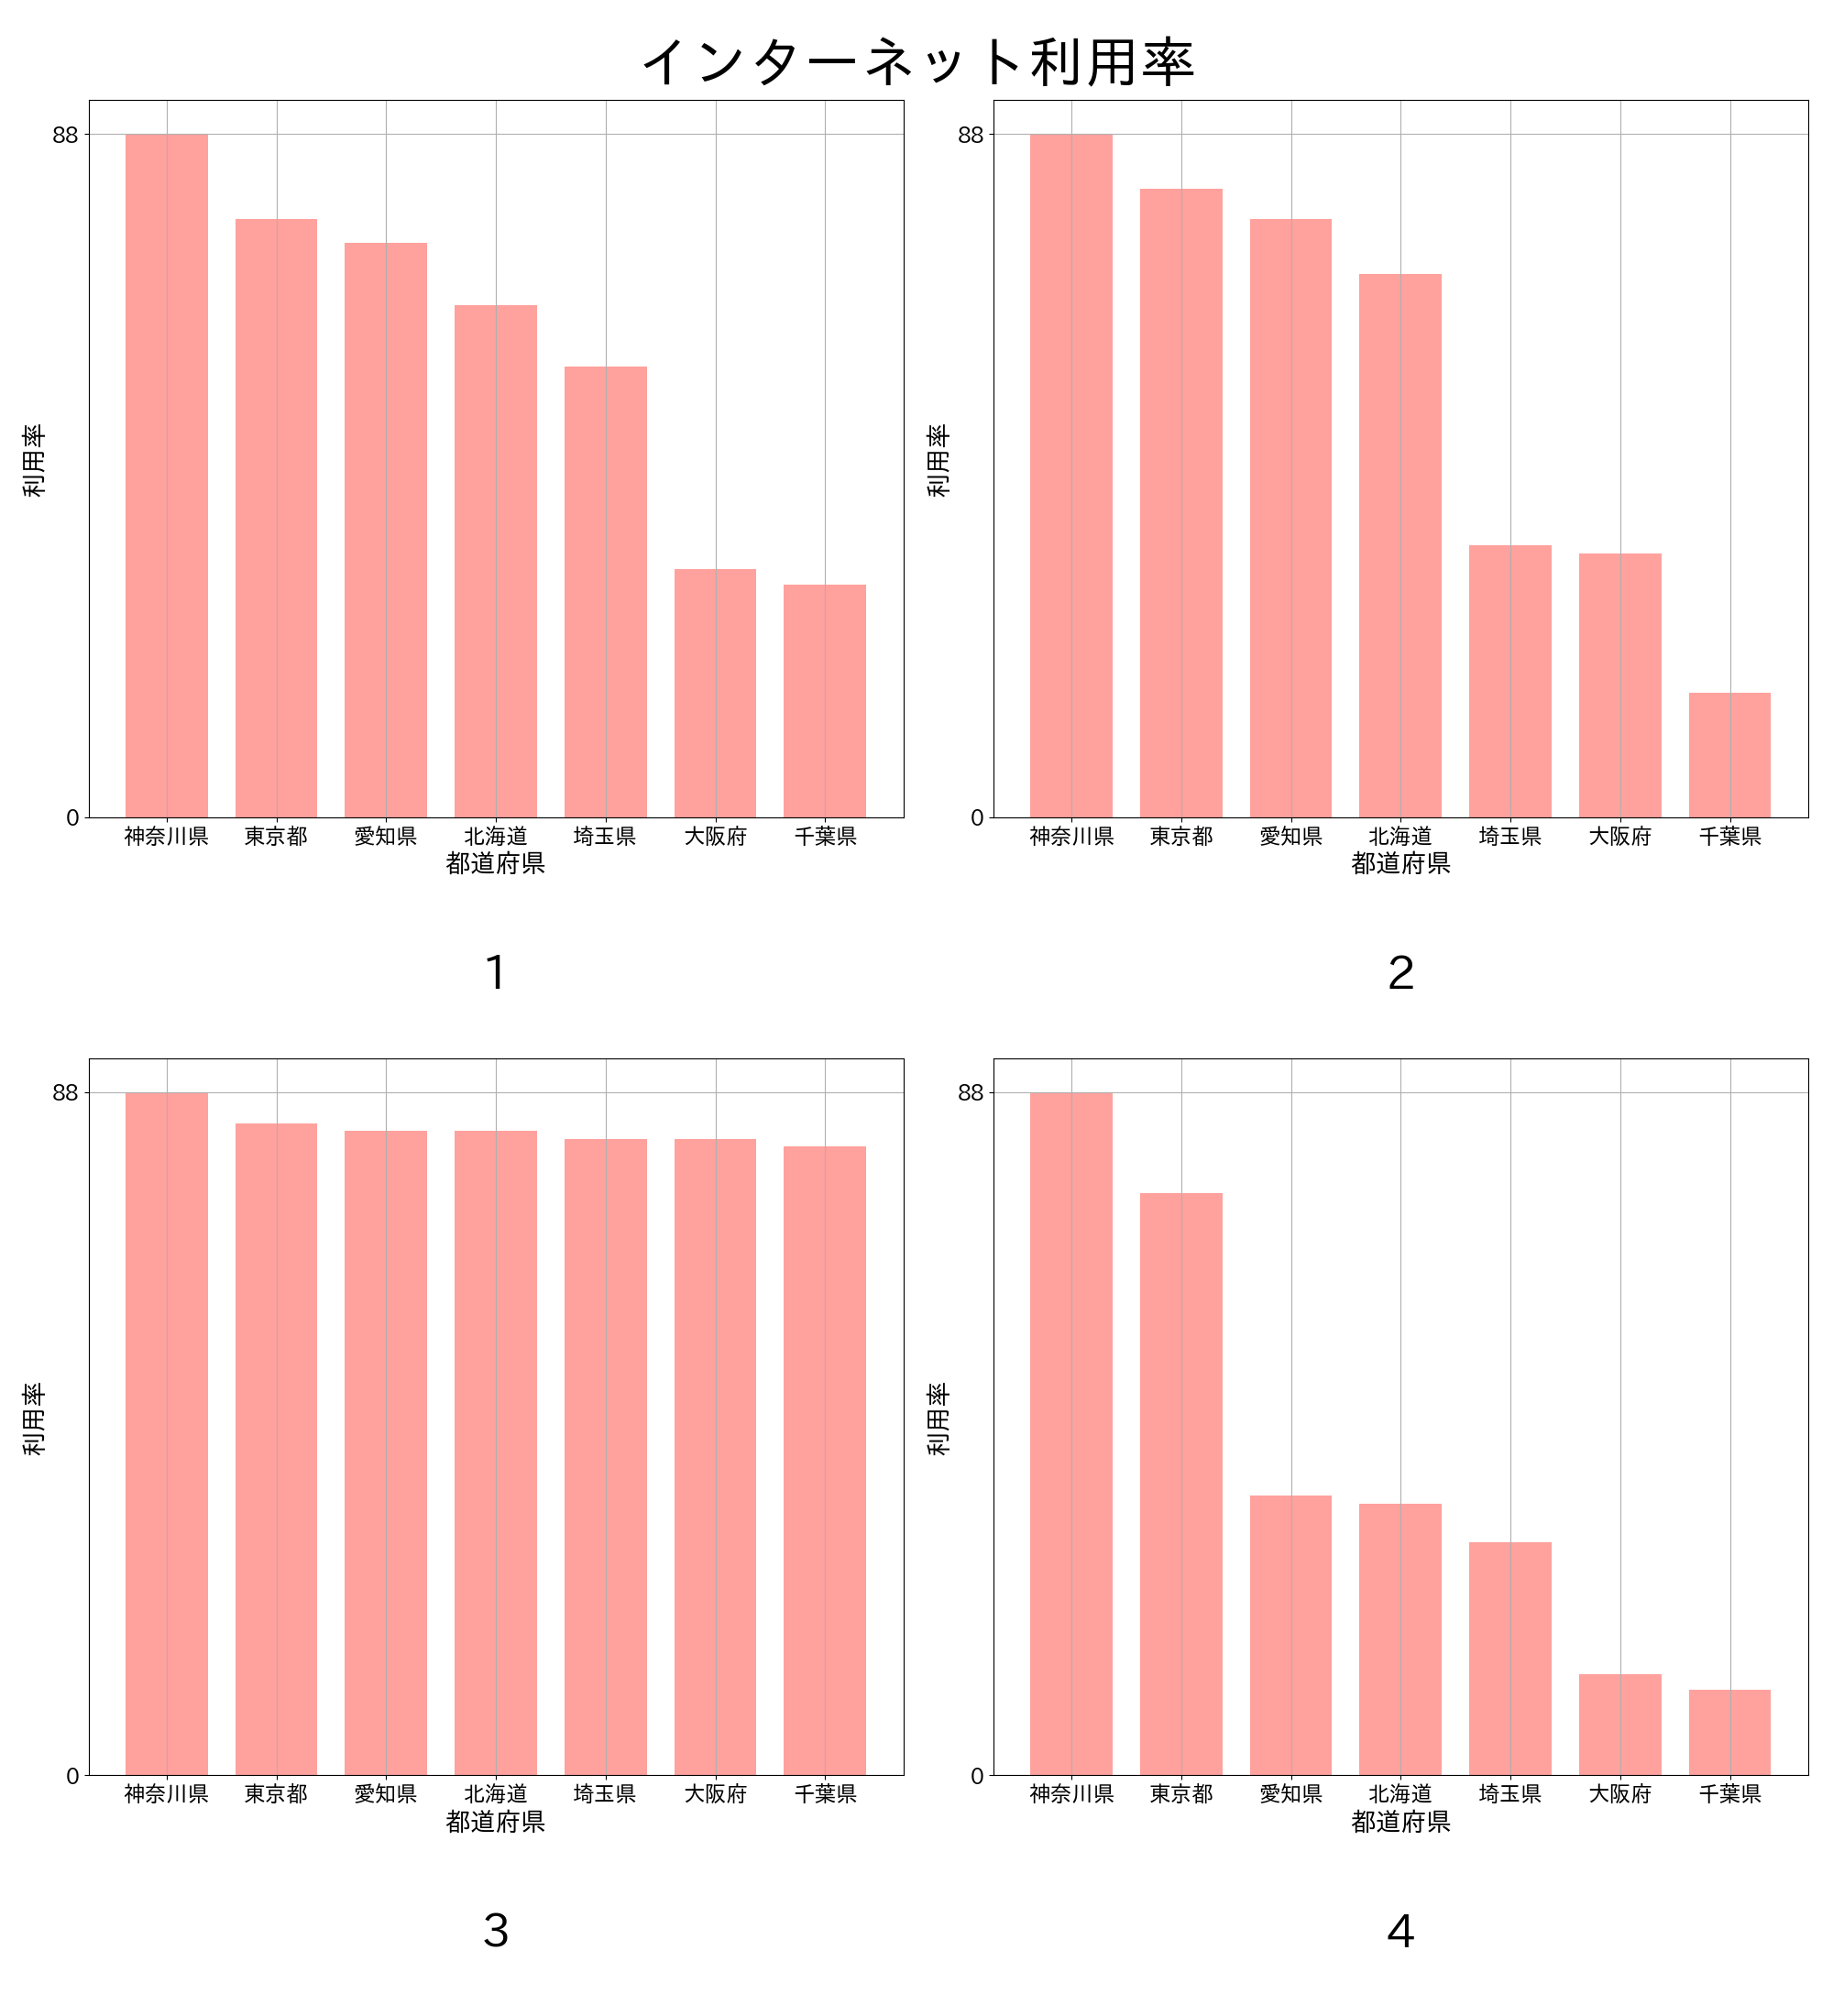 インターネット利用率
88
0
利用率
神奈川県 東京都 愛知県 北海道 埼玉県 大阪府 千葉県
都道府県
1
88
0
利用率
神奈川県 東京都 愛知県 北海道 埼玉県 大阪府 千葉県
都道府県
2
88
0
利用率
神奈川県 東京都 愛知県 北海道 埼玉県 大阪府 千葉県
都道府県
3
88
0
利用率
神奈川県 東京都 愛知県 北海道 埼玉県 大阪府 千葉県
都道府県
4